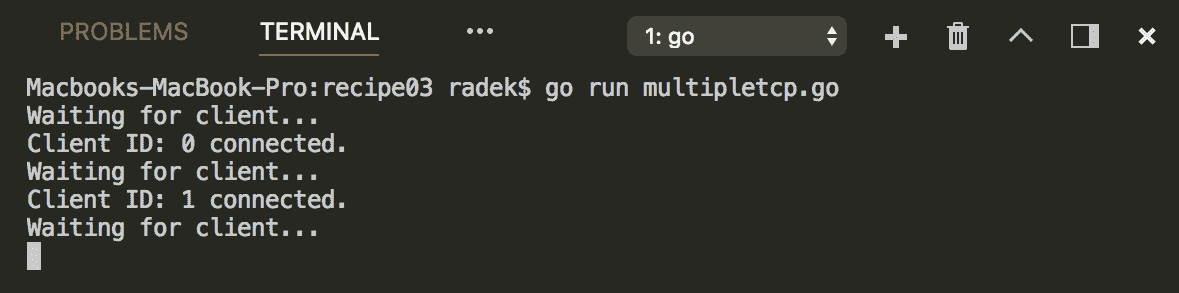 PROBLEMS TERMINAL ••• 1: go
Macbooks-MacBook-Pro:recipe03 radek$ go run multipletcp.go
Waiting for client...
Client ID: 0 connected.
Waiting for client...
Client ID: 1 connected.
Waiting for client...